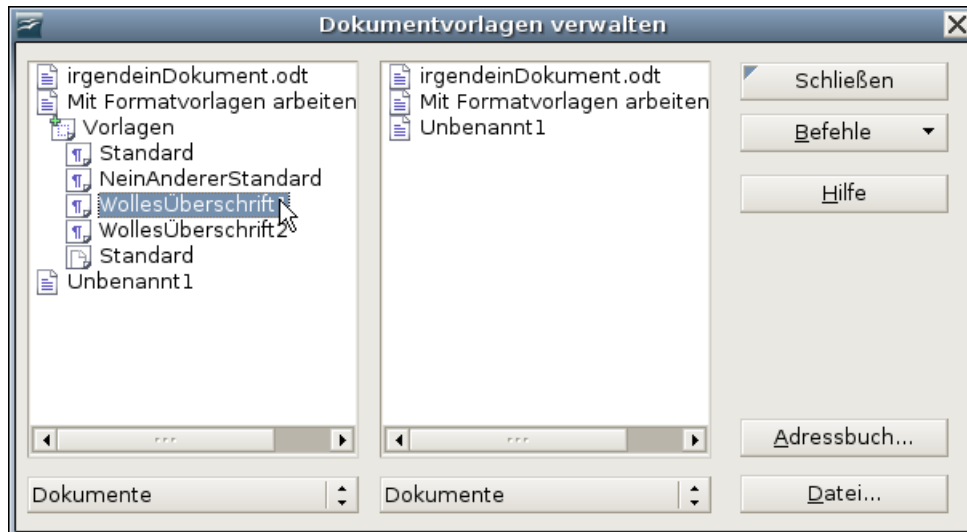 Dokumentvorlagen verwalten
irgendeinDokument.odt
Mit Formatvorlagen arbeiten
Vorlagen
Standard
NeinAndererStandard
WollesÜberschrift
WollesÜberschrift2
Standard
Unbenannt1
Dokumente
irgendeinDokument.odt
Mit Formatvorlagen arbeiten
Unbenannt1
Dokumente
Schließen
Befehle
Hilfe
Adressbuch...
Datei...